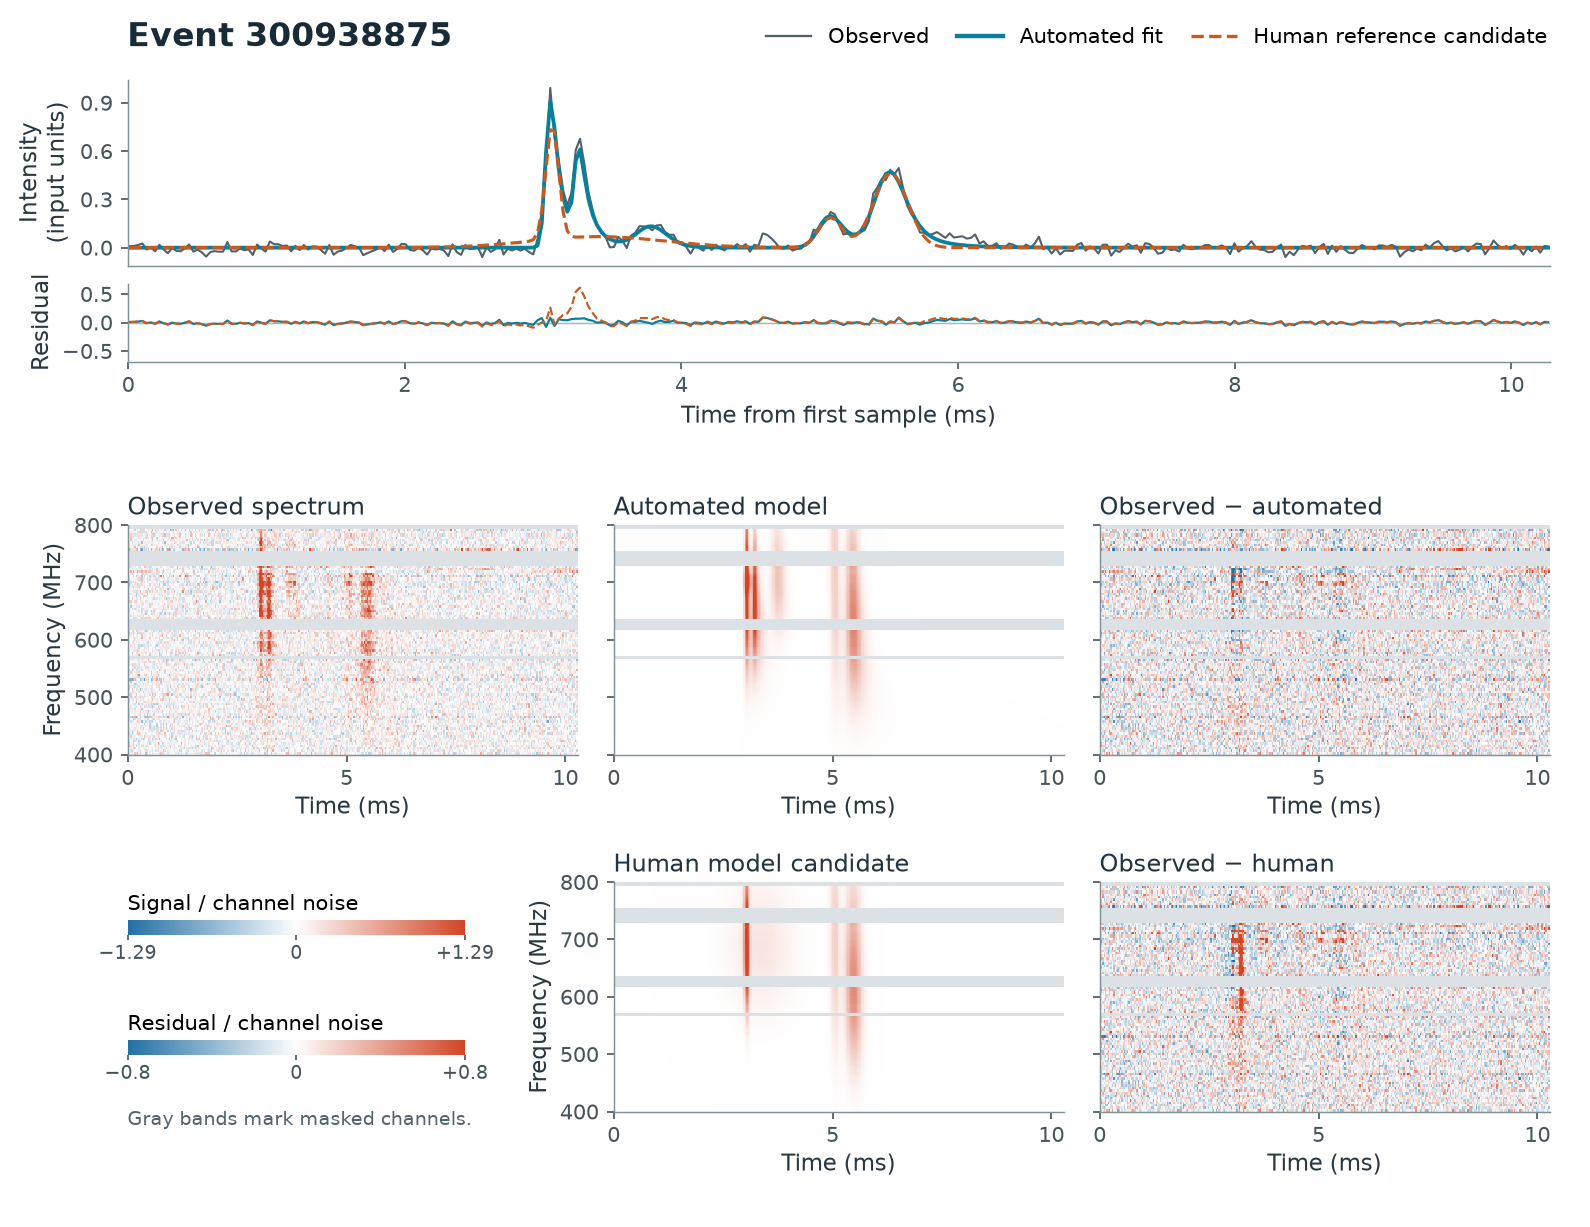 Event 300938875
Observed
Automated fit
Human reference candidate
Intensity
(input units)
0.9
0.6
0.3
0.0
Residual
0.5
0.0
−0.5
0 2 4 6 8 10
Time from first sample (ms)
Observed spectrum
Automated model
Observed − automated
Frequency (MHz)
800
700
600
500
400
0 5 10
0 5 10
0 5 10
Time (ms)
Time (ms)
Time (ms)
Human model candidate
Observed − human
Signal / channel noise
−1.29 0 +1.29
Residual / channel noise
−0.8 0 +0.8
Gray bands mark masked channels.
Frequency (MHz)
800
700
600
500
400
0 5 10
0 5 10
Time (ms)
Time (ms)